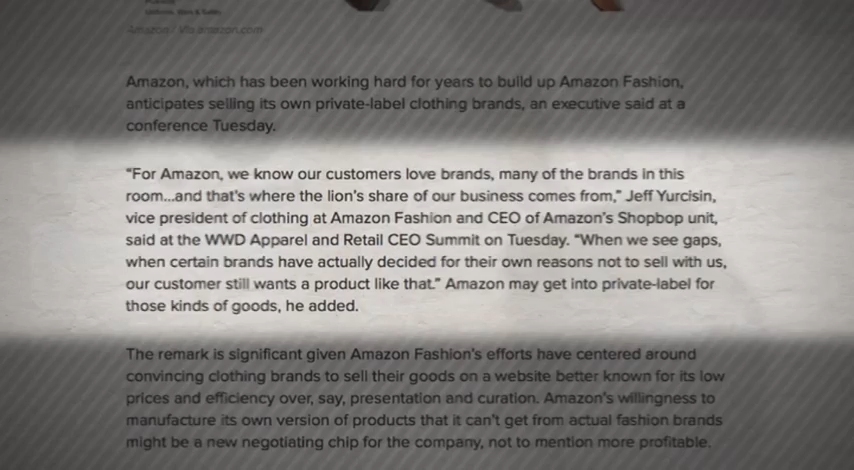 Uniforms, Bars & Suites
Amazon / Via amazon.com
Amazon, which has been working hard for years to build up Amazon Fashion,
anticipates selling its own private-label clothing brands, an executive said at a
conference Tuesday.
“For Amazon, we know our customers love brands, many of the brands in this
room...and that’s where the lion’s share of our business comes from,” Jeff Yurcisin,
vice president of clothing at Amazon Fashion and CEO of Amazon’s Shopbop unit,
said at the WWD Apparel and Retail CEO Summit on Tuesday. “When we see gaps,
when certain brands have actually decided for their own reasons not to sell with us,
our customer still wants a product like that.” Amazon may get into private-label for
those kinds of goods, he added.
The remark is significant given Amazon Fashion’s efforts have centered around
convincing clothing brands to sell their goods on a website better known for its low
prices and efficiency over, say, presentation and curation. Amazon’s willingness to
manufacture its own version of products that it can’t get from actual fashion brands
might be a new negotiating chip for the company, not to mention more profitable.